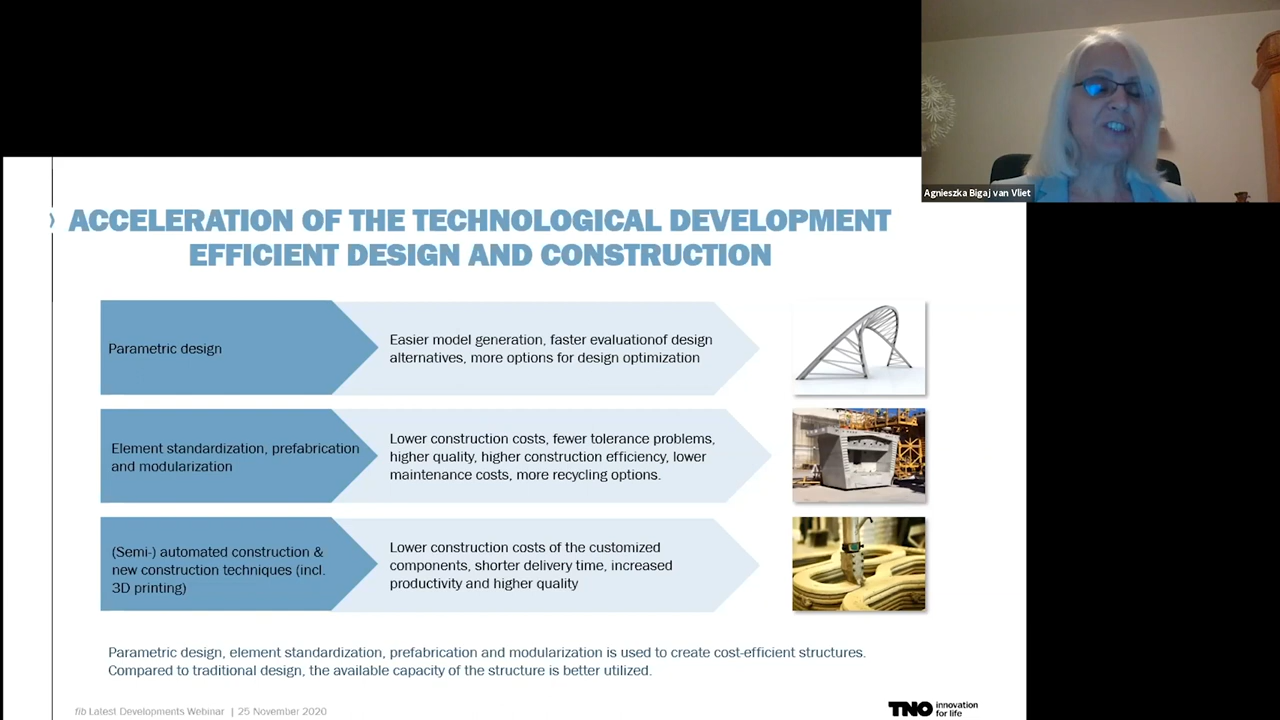 Agnieszka Bigaj van Vliet
ACCELERATION OF THE TECHNOLOGICAL DEVELOPMENT
EFFICIENT DESIGN AND CONSTRUCTION
Parametric design
Easier model generation, faster evaluationof design
alternatives, more options for design optimization
Element standardization, prefabrication
and modularization
Lower construction costs, fewer tolerance problems,
higher quality, higher construction efficiency, lower
maintenance costs, more recycling options.
(Semi-) automated construction &
new construction techniques (incl.
3D printing)
Lower construction costs of the customized
components, shorter delivery time, increased
productivity and higher quality
Parametric design, element standardization, prefabrication and modularization is used to create cost-efficient structures.
Compared to traditional design, the available capacity of the structure is better utilized.
fib Latest Developments Webinar | 25 November 2020
TNO innovation
for life